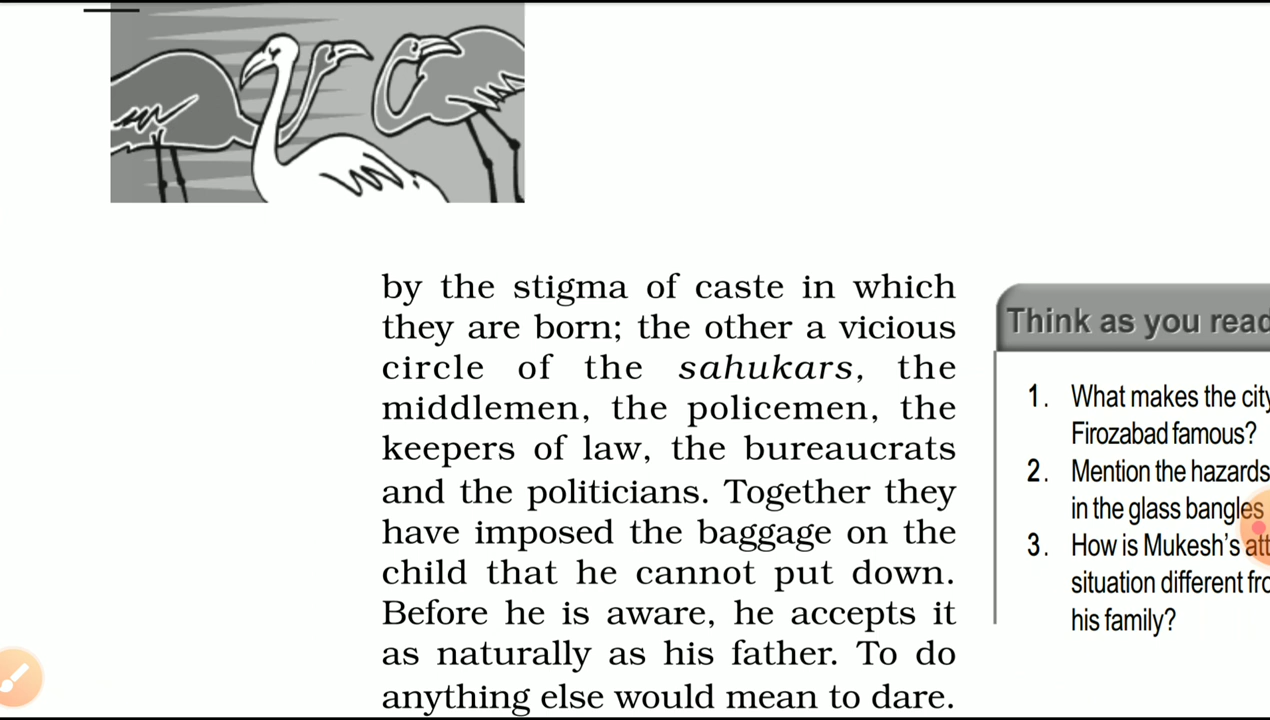 by the stigma of caste in which
they are born; the other a vicious
circle of the sahukars, the
middlemen, the policemen, the
keepers of law, the bureaucrats
and the politicians. Together they
have imposed the baggage on the
child that he cannot put down.
Before he is aware, he accepts it
as naturally as his father. To do
anything else would mean to dare.
Think as you read
1. What makes the city
Firozabad famous?
2. Mention the hazards
in the glass bangles
3. How is Mukesh's
situation different
his family?